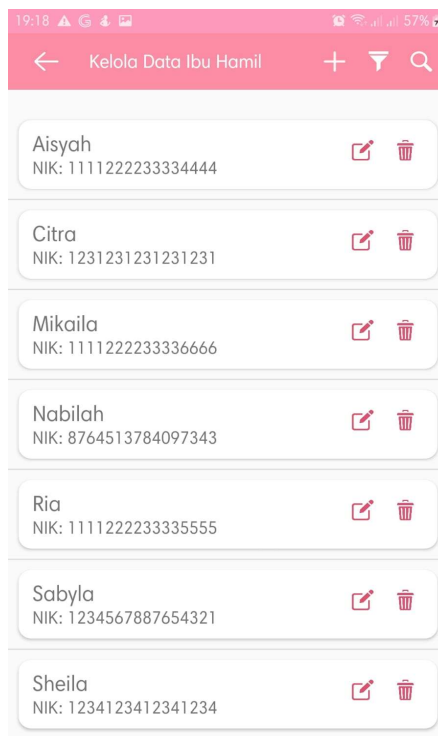 19:18 57%
Kelola Data Ibu Hamil
Aisyah
NIK: 1111222233334444
Citra
NIK: 1231231231231231
Mikaila
NIK: 1111222233336666
Nabilah
NIK: 8764513784097343
Ria
NIK: 1111222233335555
Sabyla
NIK: 1234567887654321
Sheila
NIK: 1234123412341234